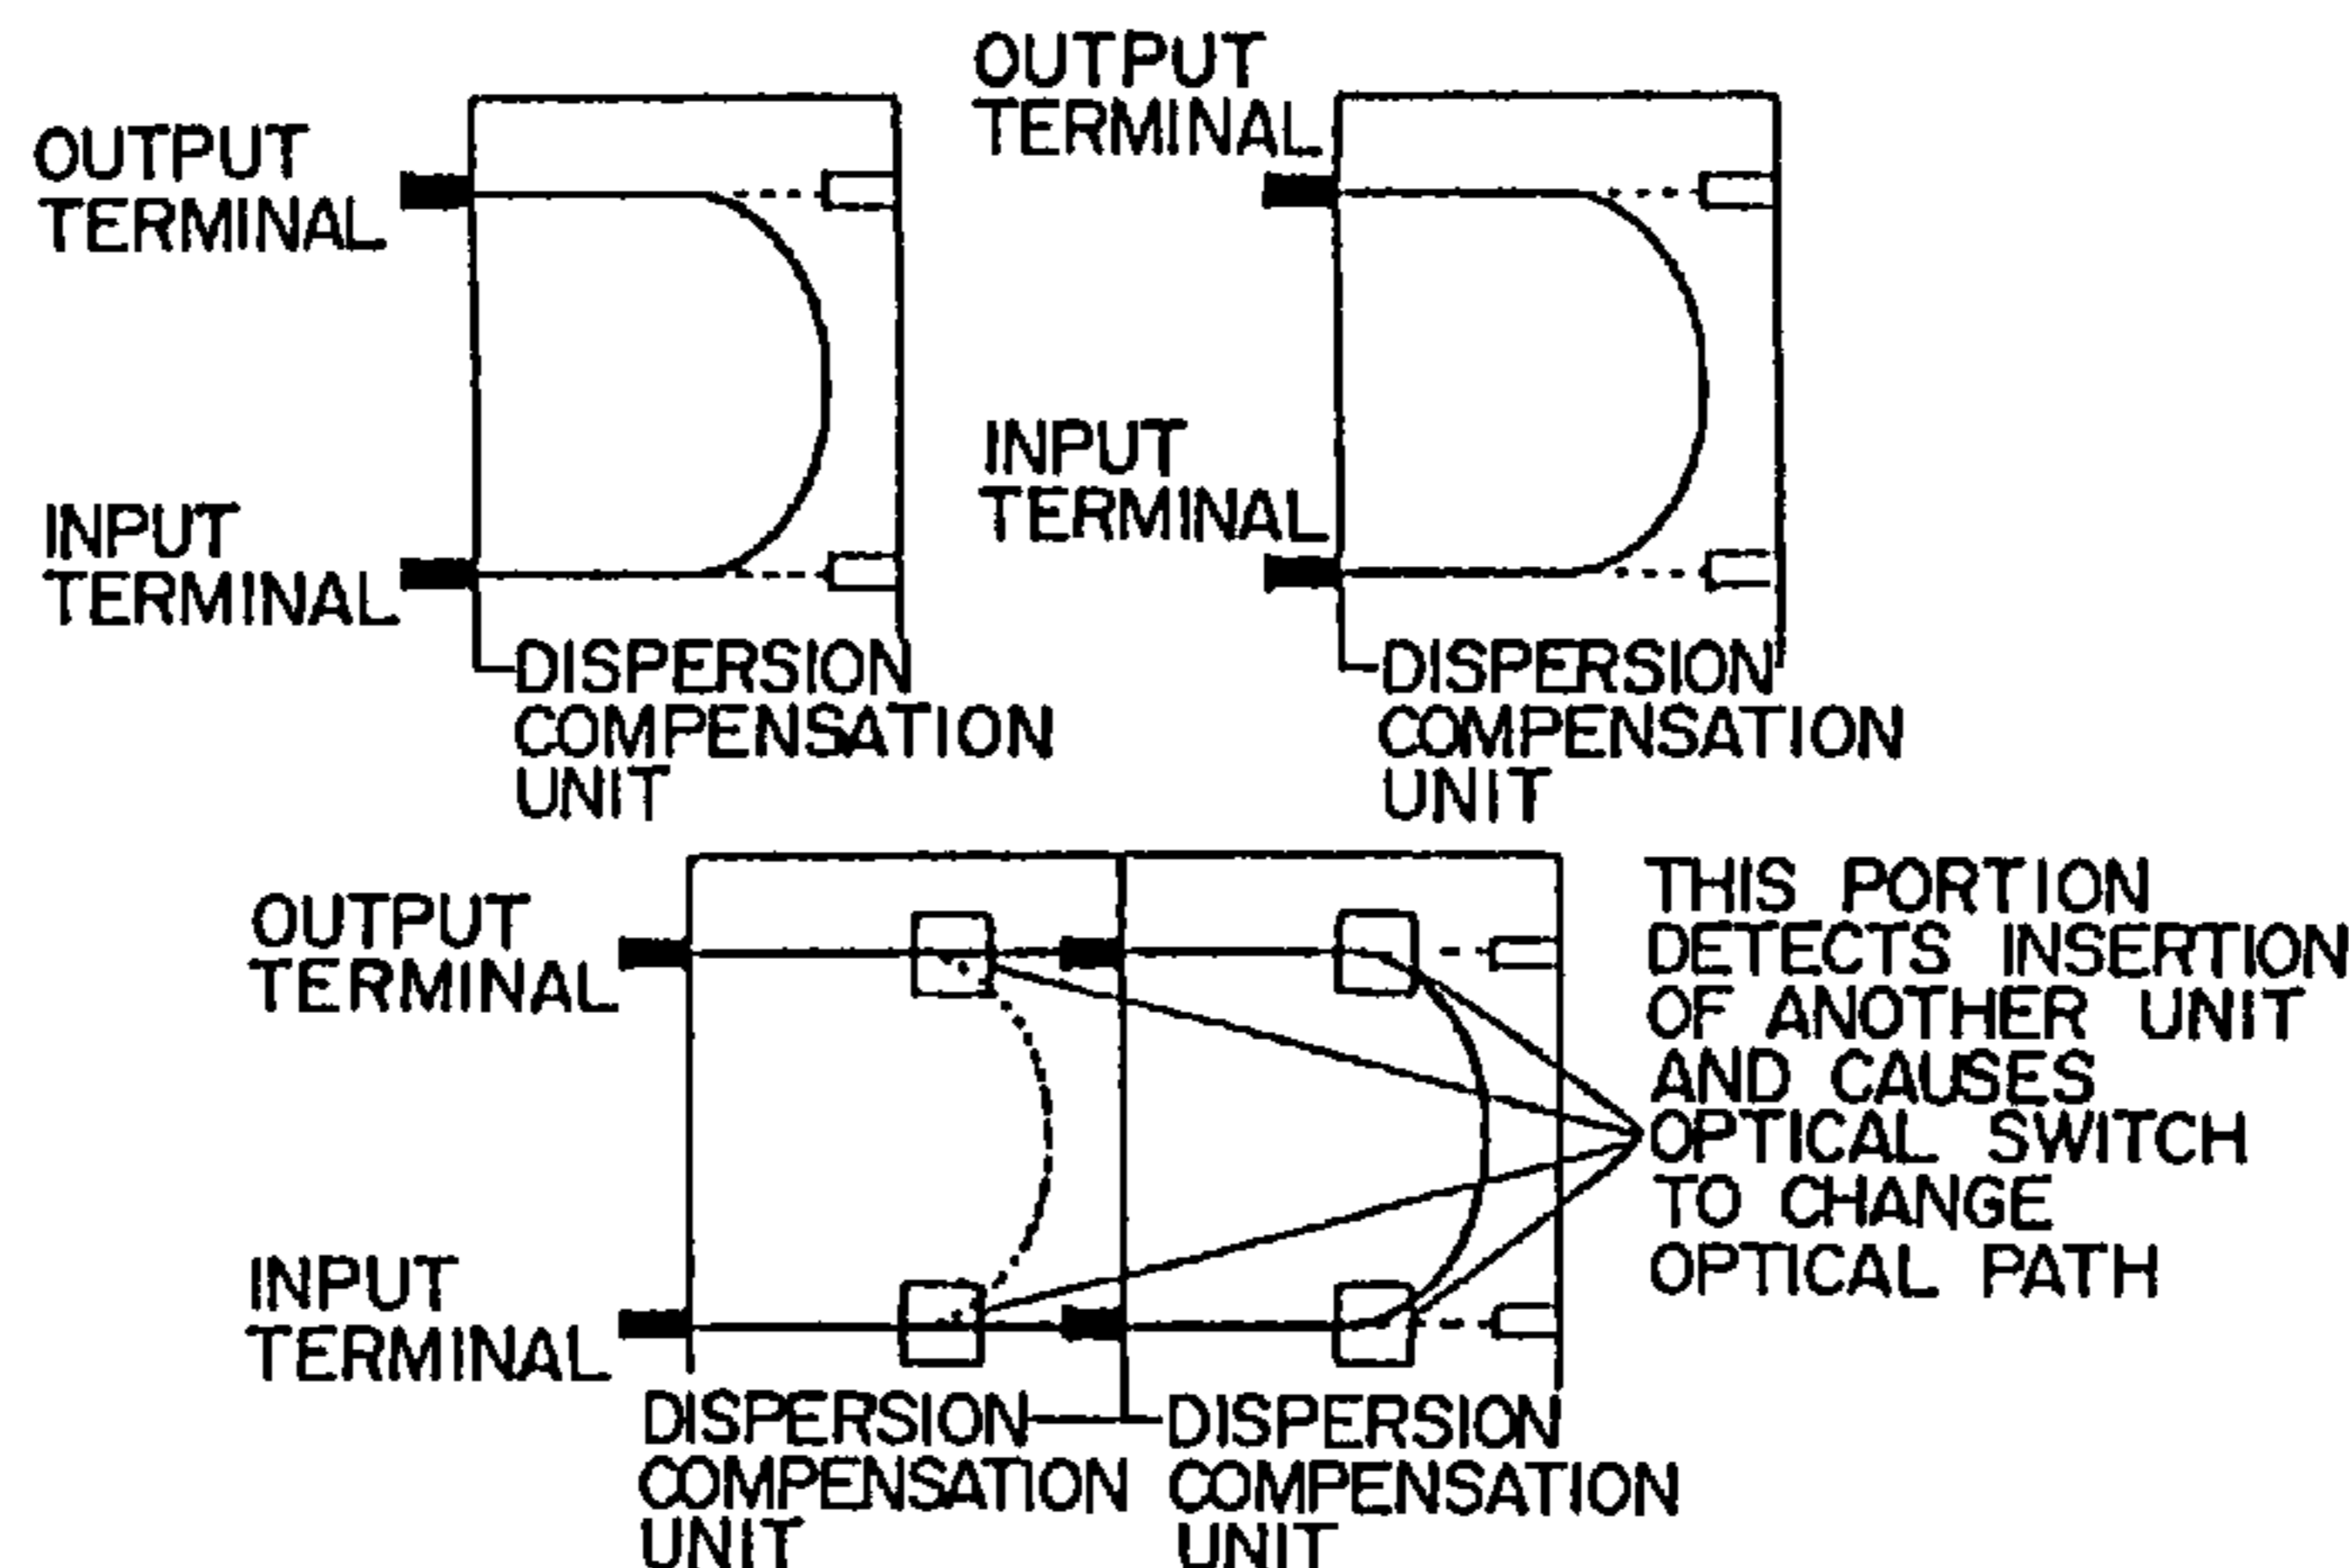 OUTPUT
TERMINAL
INPUT
TERMINAL
DISPERSION
COMPENSATION
UNIT
OUTPUT
TERMINAL
INPUT
TERMINAL
DISPERSION
COMPENSATION
UNIT
OUTPUT
TERMINAL
INPUT
TERMINAL
DISPERSION
COMPENSATION
UNIT
DISPERSION
COMPENSATION
UNIT
THIS PORTION
DETECTS INSERTION
OF ANOTHER UNIT
AND CAUSES
OPTICAL SWITCH
TO CHANGE
OPTICAL PATH